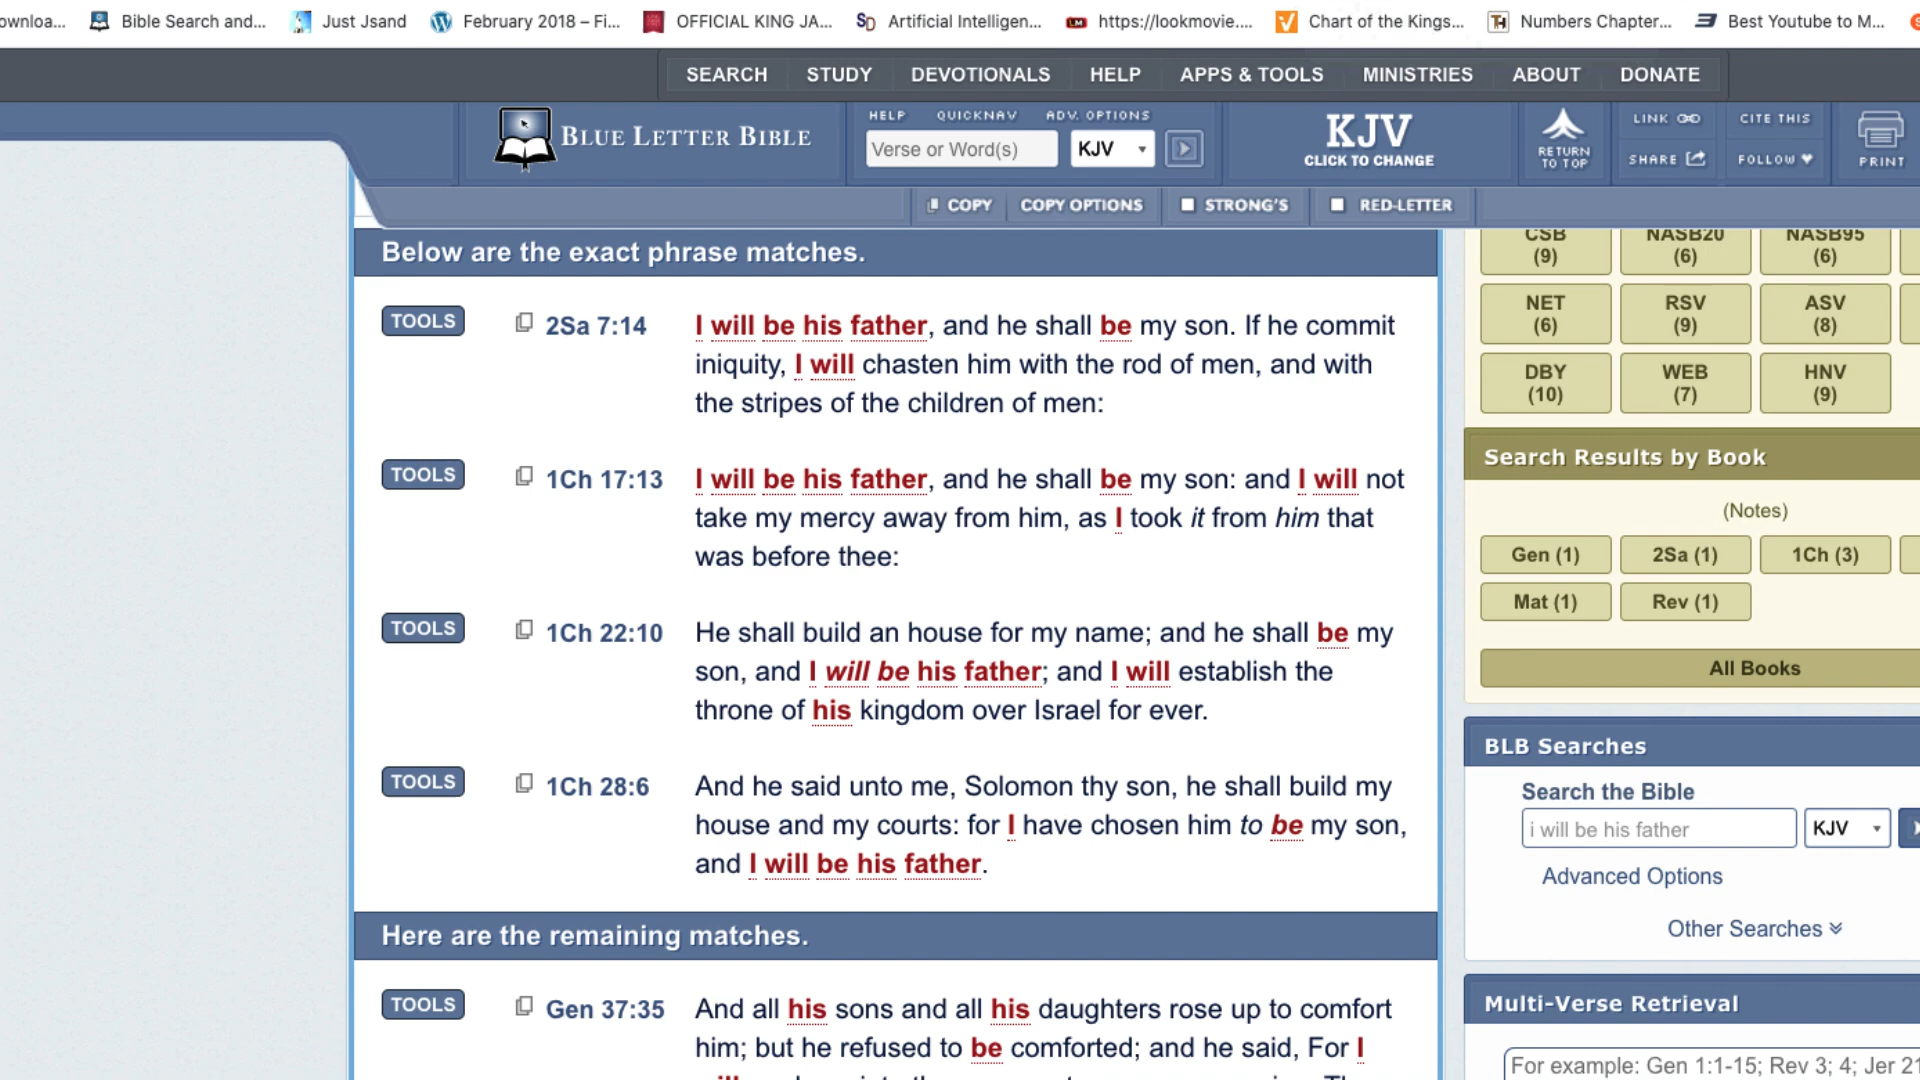 ownloa... Bible Search and... Just Jsand February 2018 – Fi... OFFICIAL KING JA... Artificial Intelligen... https://lookmovie.... Chart of the Kings... Numbers Chapter... Best Youtube to M...
SEARCH STUDY DEVOTIONALS HELP APPS & TOOLS MINISTRIES ABOUT DONATE
BLUE LETTER BIBLE
HELP QUICKNAV ADV. OPTIONS
Verse or Word(s) KJV
KJV
CLICK TO CHANGE
RETURN
TO TOP
LINK CITE THIS
SHARE FOLLOW
PRINT
COPY COPY OPTIONS STRONG'S RED-LETTER
Below are the exact phrase matches.
TOOLS 2Sa 7:14 I will be his father, and he shall be my son. If he commit
iniquity, I will chasten him with the rod of men, and with
the stripes of the children of men:
TOOLS 1Ch 17:13 I will be his father, and he shall be my son: and I will not
take my mercy away from him, as I took it from him that
was before thee:
TOOLS 1Ch 22:10 He shall build an house for my name; and he shall be my
son, and I will be his father; and I will establish the
throne of his kingdom over Israel for ever.
TOOLS 1Ch 28:6 And he said unto me, Solomon thy son, he shall build my
house and my courts: for I have chosen him to be my son,
and I will be his father.
Here are the remaining matches.
TOOLS Gen 37:35 And all his sons and all his daughters rose up to comfort
him; but he refused to be comforted; and he said, For I
CSB NASB20 NASB95
(9) (6) (6)
NET RSV ASV
(6) (9) (8)
DBY WEB HNV
(10) (7) (9)
Search Results by Book
(Notes)
Gen (1) 2Sa (1) 1Ch (3)
Mat (1) Rev (1)
All Books
BLB Searches
Search the Bible
i will be his father KJV
Advanced Options
Other Searches
Multi-Verse Retrieval
For example: Gen 1:1-15; Rev 3; 4; Jer 21